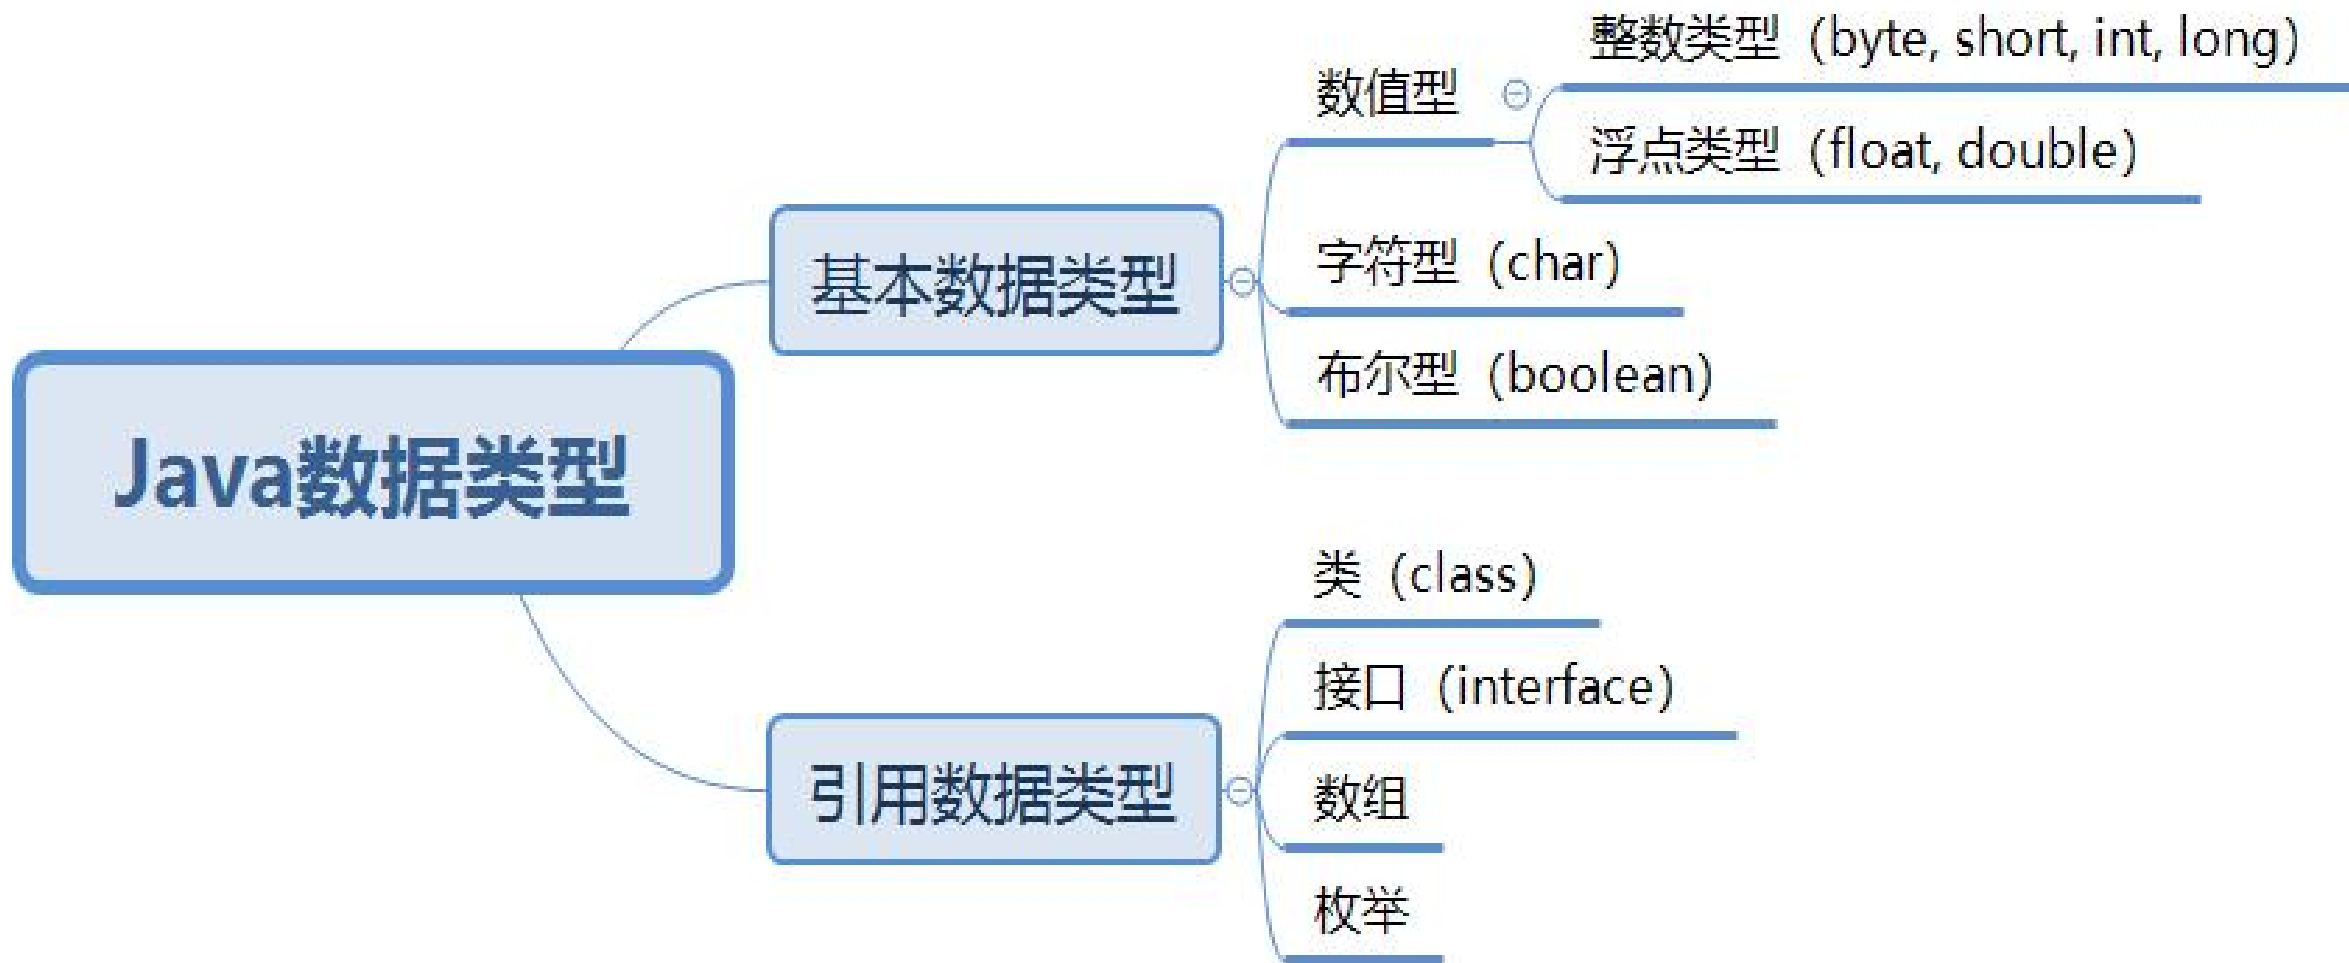 整数类型（byte, short, int, long）
数值型
浮点类型（float, double）
基本数据类型
字符型（char）
布尔型（boolean）
Java数据类型
类（class）
接口（interface）
引用数据类型
数组
枚举